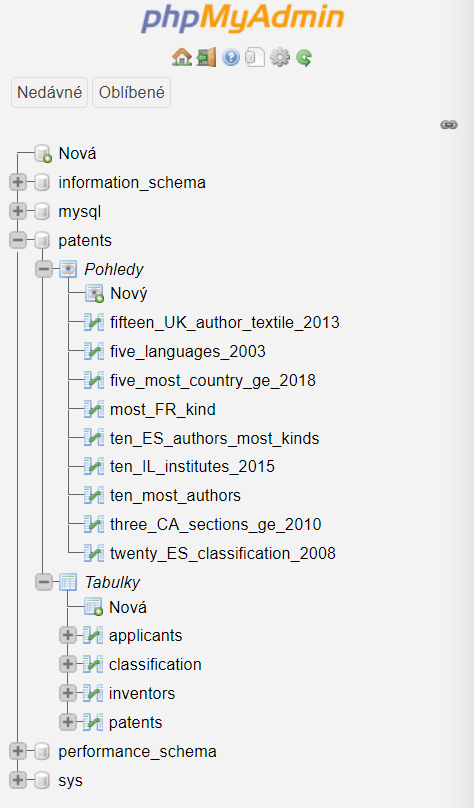 phpMyAdmin
Nedávné Oblíbené
Nová
information_schema
mysql
patents
Pohledy
Nový
fifteen_UK_author_textile_2013
five_languages_2003
five_most_country_ge_2018
most_FR_kind
ten_ES_authors_most_kinds
ten_IL_institutes_2015
ten_most_authors
three_CA_sections_ge_2010
twenty_ES_classification_2008
Tabulky
Nová
applicants
classification
inventors
patents
performance_schema
sys